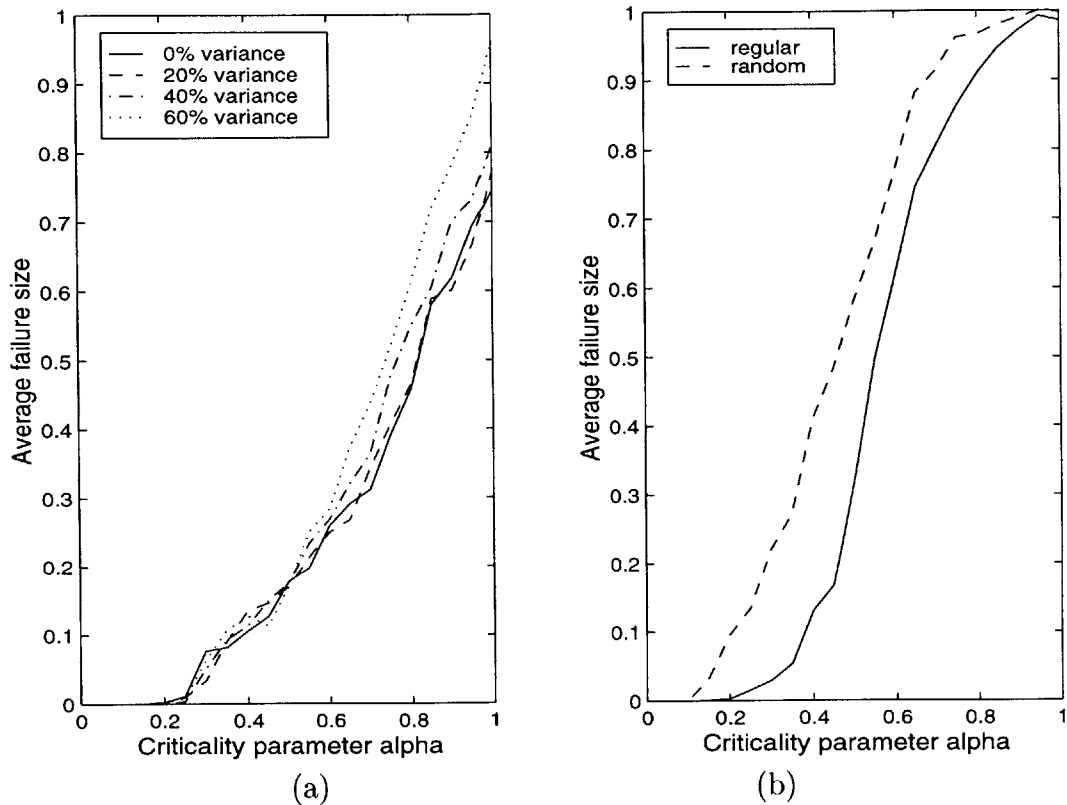 1
0.9
0.8
0.7
0.6
0.5
0.4
0.3
0.2
0.1
0
Average failure size
0% variance
20% variance
40% variance
60% variance
0
0.2
0.4
0.6
0.8
1
Criticality parameter alpha
(a)
1
0.9
0.8
0.7
0.6
0.5
0.4
0.3
0.2
0.1
0
Average failure size
regular
random
0
0.2
0.4
0.6
0.8
1
Criticality parameter alpha
(b)